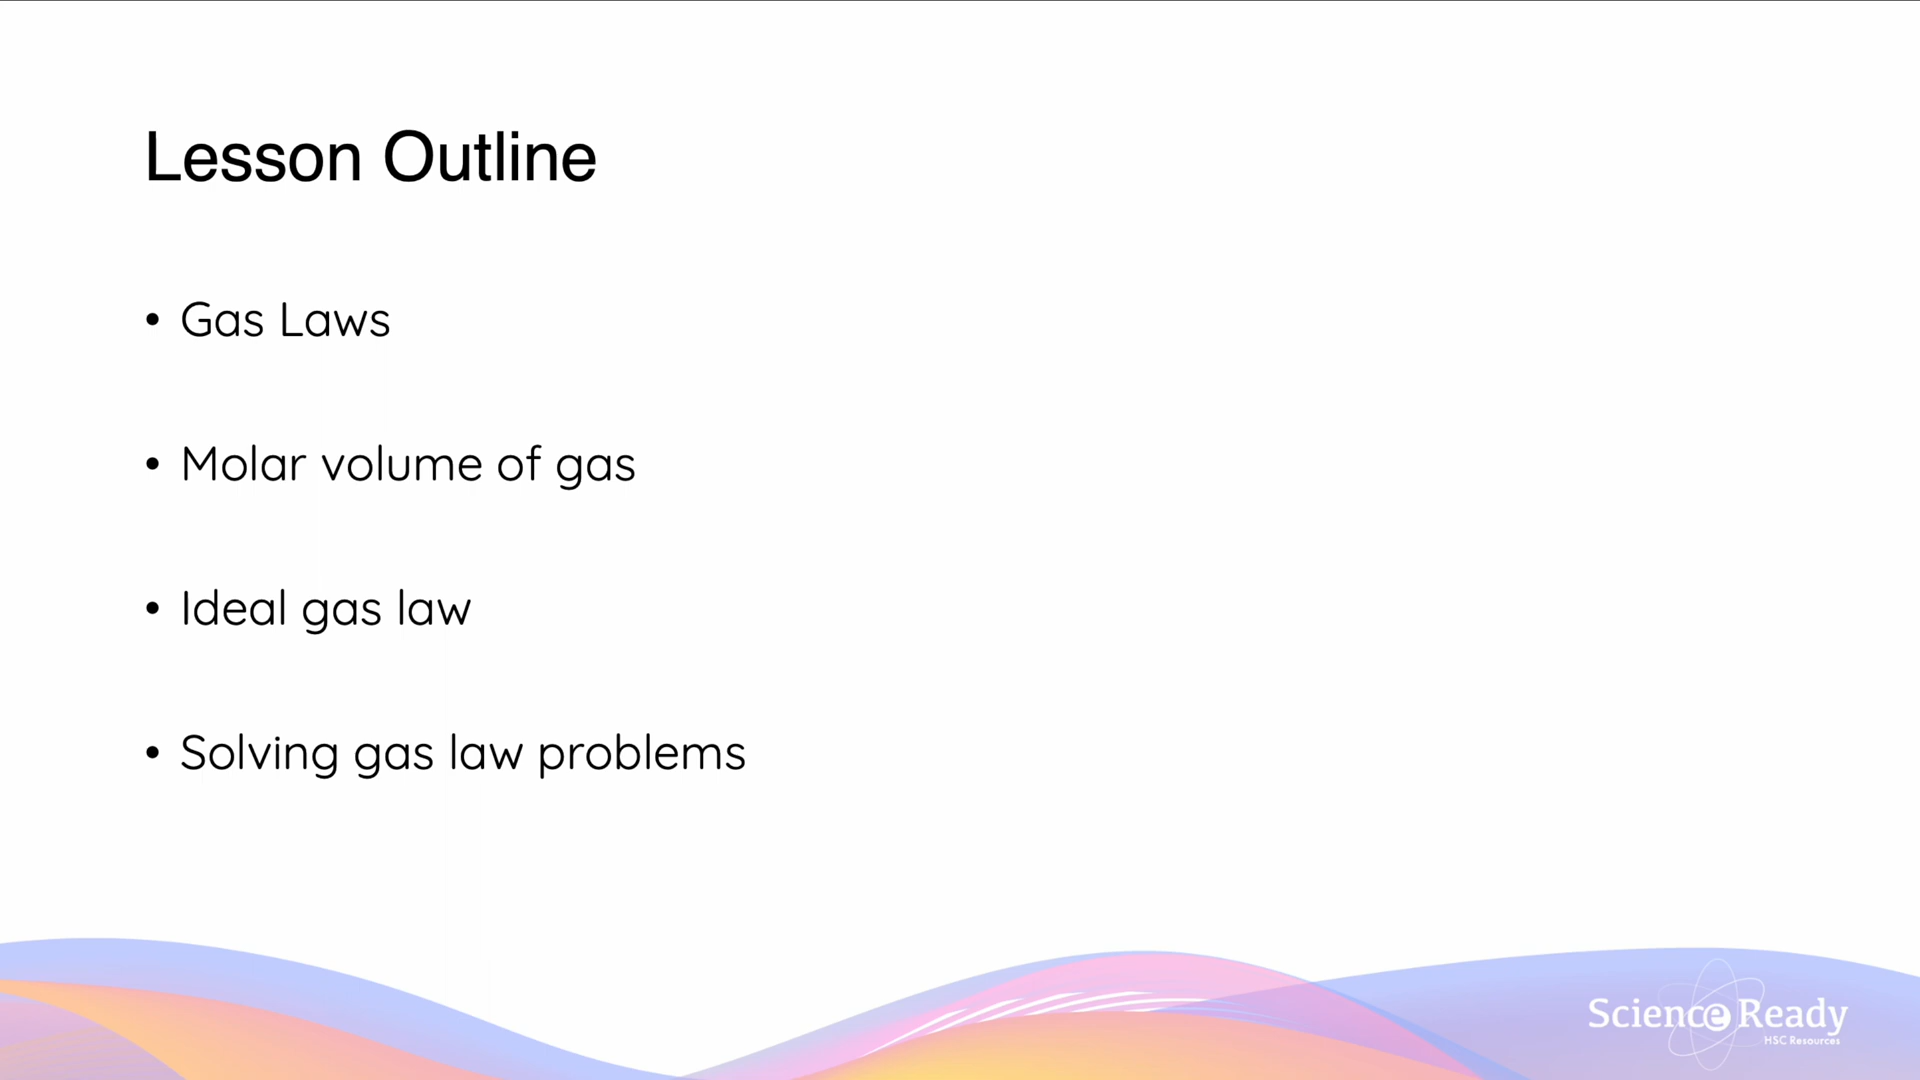 Lesson Outline
• Gas Laws
• Molar volume of gas
• Ideal gas law
• Solving gas law problems
Science Ready
HSC Resources